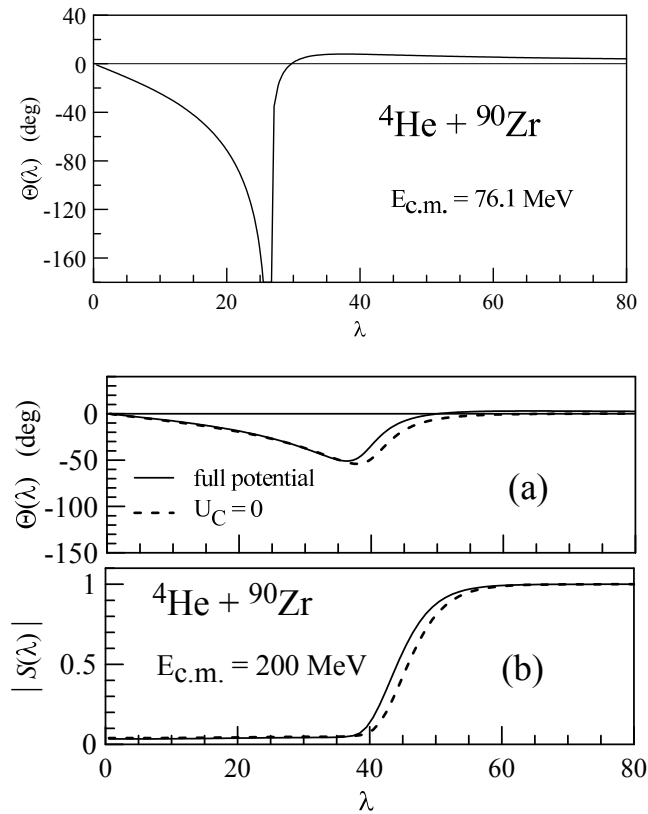 40
0
-40
-80
-120
-160
Θ(λ) (deg)
⁴He + ⁹⁰Zr
E_c.m. = 76.1 MeV
0 20 40 60 80
λ
0
-50
-100
-150
Θ(λ) (deg)
full potential
U_C = 0
(a)
1
0.5
0
| S(λ) |
⁴He + ⁹⁰Zr
E_c.m. = 200 MeV
(b)
0 20 40 60 80
λ